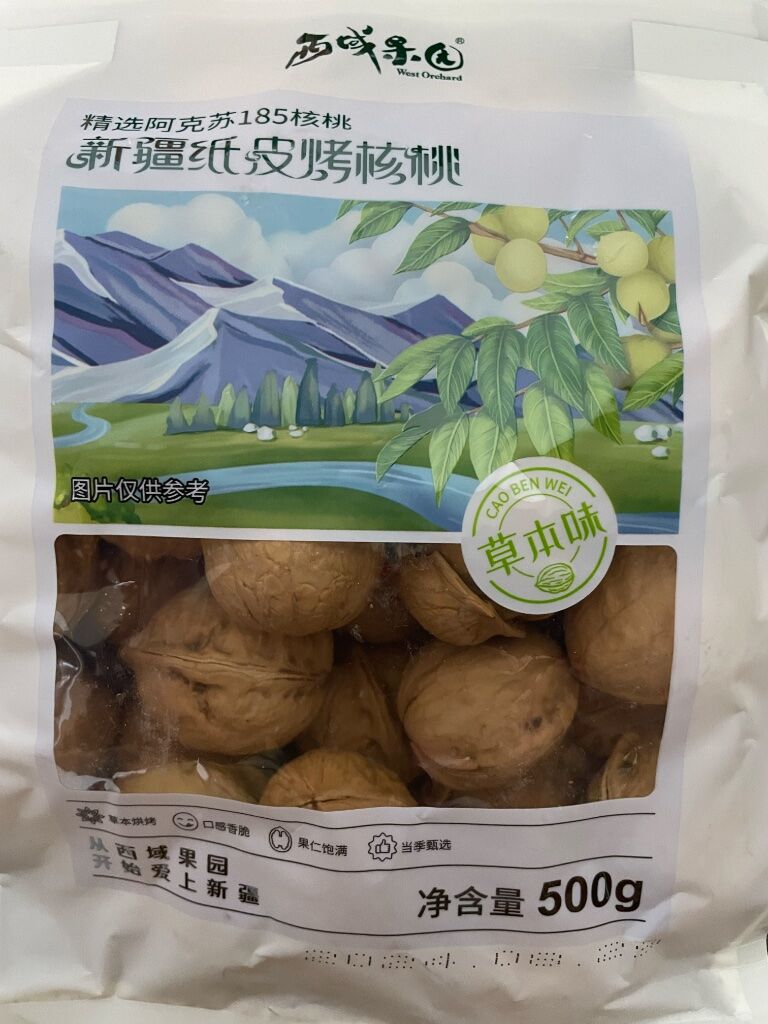 西域果园®
West Orchard
精选阿克苏185核桃
新疆纸皮烤核桃
图片仅供参考
CAO BEN WEI
草本味
草本烘烤
口感香脆
果仁饱满
当季甄选
从西域果园
开始爱上新疆
净含量 500g